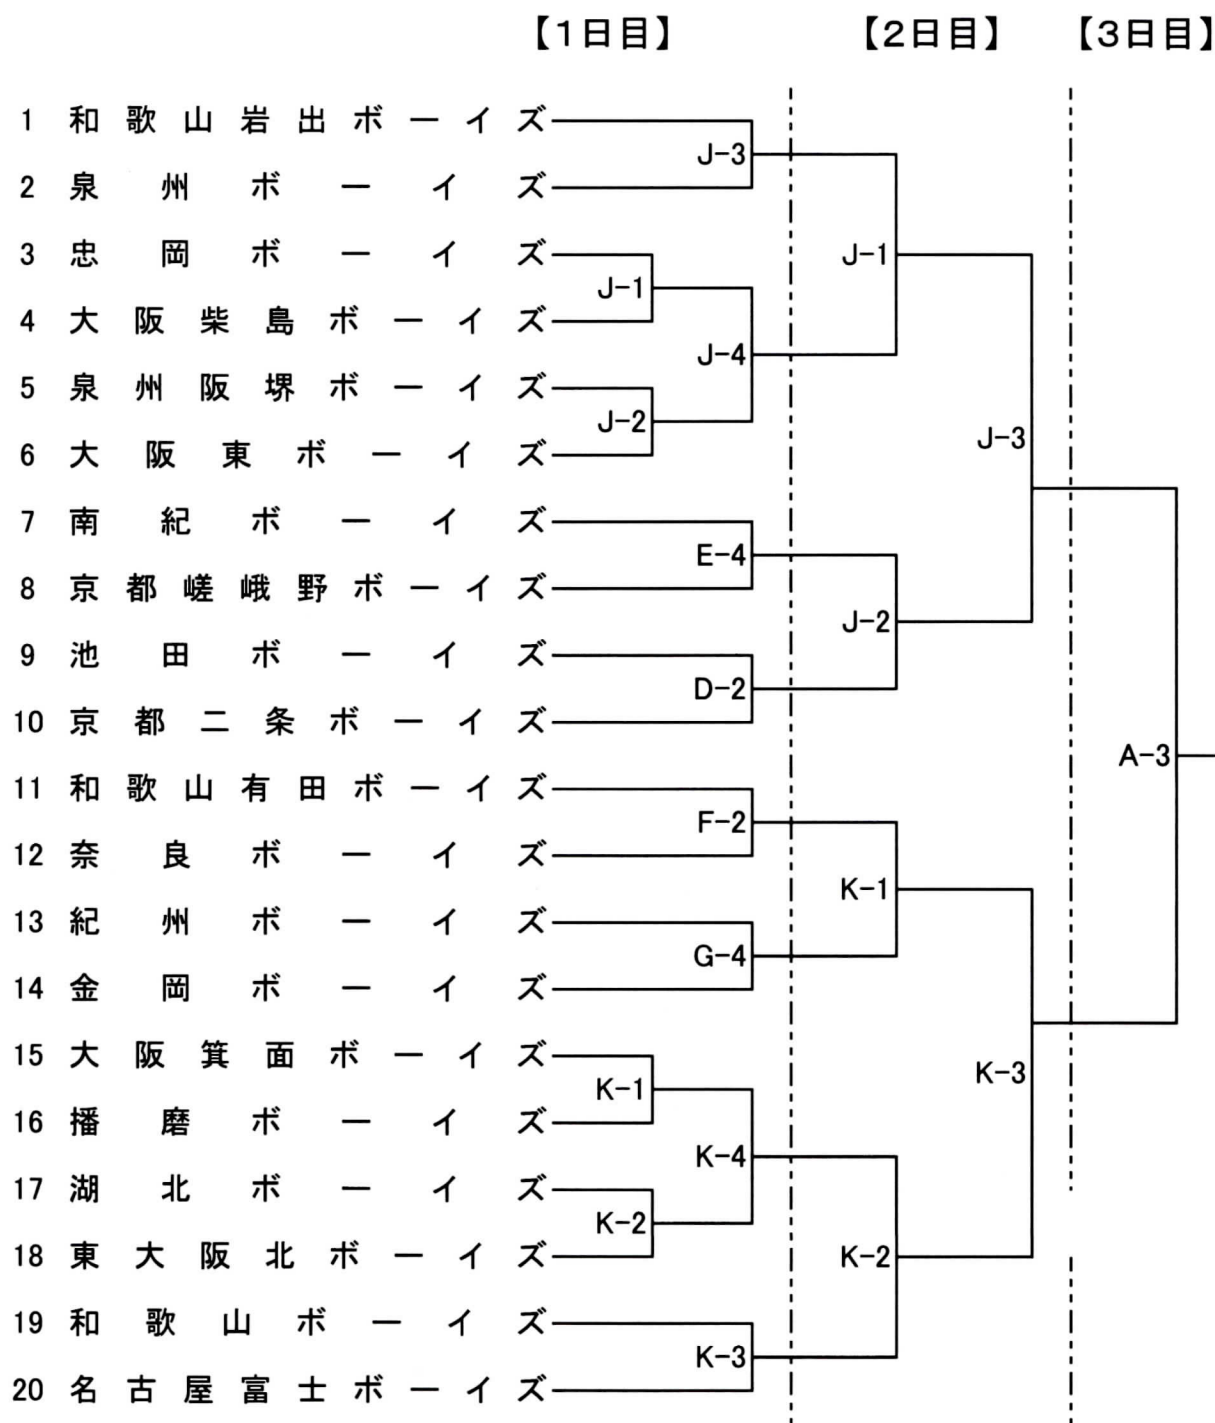 【1日目】 【2日目】 【3日目】
1 和歌山岩出ボーイズ
J-3
2 泉州ボーイズ
3 忠岡ボーイズ
J-1
J-1
4 大阪柴島ボーイズ
J-4
5 泉州阪堺ボーイズ
J-2
J-3
6 大阪東ボーイズ
7 南紀ボーイズ
E-4
8 京都嵯峨野ボーイズ
J-2
9 池田ボーイズ
D-2
10 京都二条ボーイズ
A-3
11 和歌山有田ボーイズ
F-2
12 奈良ボーイズ
K-1
13 紀州ボーイズ
G-4
14 金岡ボーイズ
15 大阪箕面ボーイズ
K-3
K-1
16 播磨ボーイズ
K-4
17 湖北ボーイズ
K-2
18 東大阪北ボーイズ
K-2
19 和歌山ボーイズ
K-3
20 名古屋富士ボーイズ